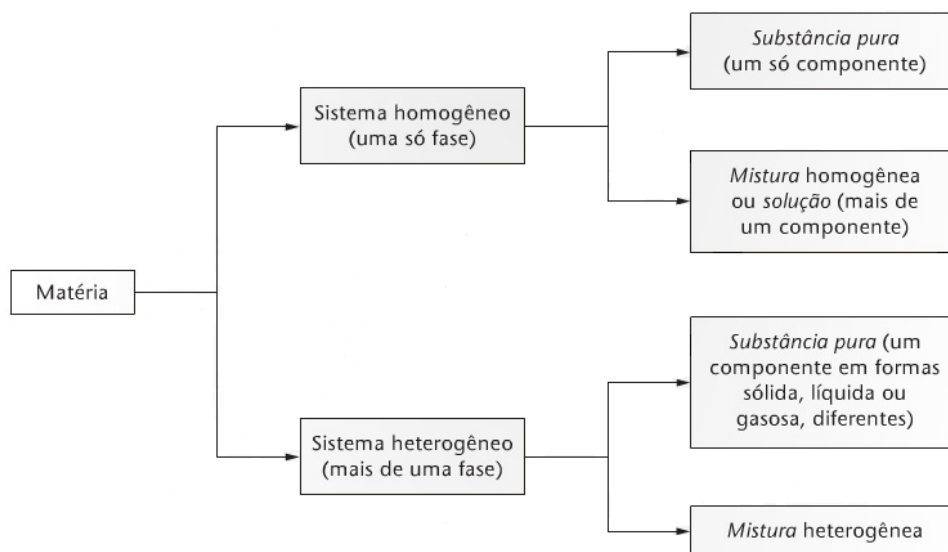 Substância pura
(um só componente)
Sistema homogêneo
(uma só fase)
Mistura homogênea
ou solução (mais de
um componente)
Matéria
Substância pura (um
componente em formas
sólida, líquida ou
gasosa, diferentes)
Sistema heterogêneo
(mais de uma fase)
Mistura heterogênea